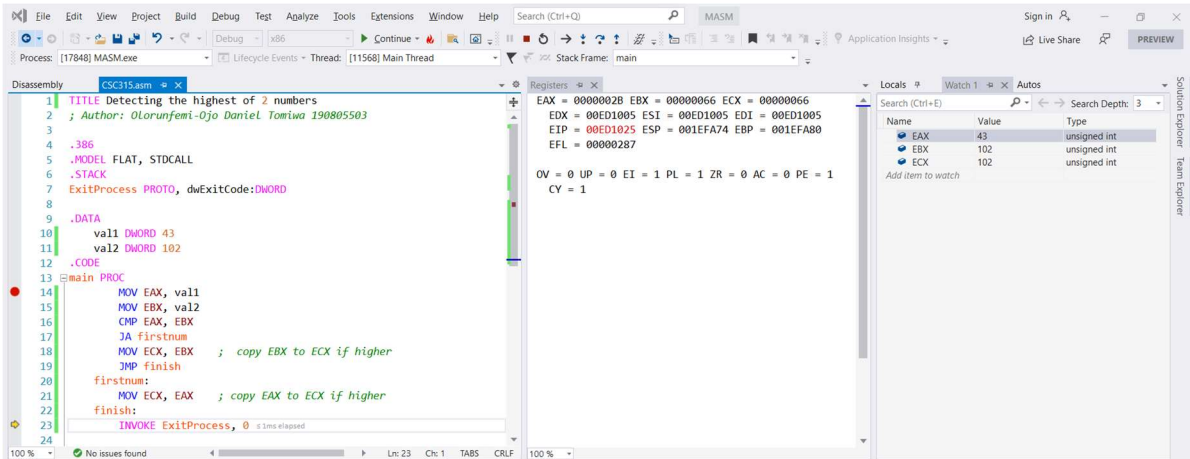 File Edit View Project Build Debug Test Analyze Tools Extensions Window Help Search (Ctrl+Q) MASM Sign in
Debug x86 Continue Application Insights Live Share PREVIEW
Process: [17848] MASM.exe Lifecycle Events Thread: [11568] Main Thread Stack Frame: main
Disassembly CSC315.asm
1 TITLE Detecting the highest of 2 numbers
2 ; Author: Olorunfemi-Ojo Daniel Tomiwa 190805503
3
4 .386
5 .MODEL FLAT, STDCALL
6 .STACK
7 ExitProcess PROTO, dwExitCode:DWORD
8
9 .DATA
10 val1 DWORD 43
11 val2 DWORD 102
12 .CODE
13 main PROC
14 MOV EAX, val1
15 MOV EBX, val2
16 CMP EAX, EBX
17 JA firstnum
18 MOV ECX, EBX ; copy EBX to ECX if higher
19 JMP finish
20 firstnum:
21 MOV ECX, EAX ; copy EAX to ECX if higher
22 finish:
23 INVOKE ExitProcess, 0 ≤1ms elapsed
24
100 % No issues found Ln: 23 Ch: 1 TABS CRLF
Registers
EAX = 0000002B EBX = 00000066 ECX = 00000066
EDX = 00ED1005 ESI = 00ED1005 EDI = 00ED1005
EIP = 00ED1025 ESP = 001EFA74 EBP = 001EFA80
EFL = 00000287
OV = 0 UP = 0 EI = 1 PL = 1 ZR = 0 AC = 0 PE = 1
CY = 1
100 %
Locals Watch 1 Autos
Search (Ctrl+E) Search Depth: 3
Name Value Type
EAX 43 unsigned int
EBX 102 unsigned int
ECX 102 unsigned int
Add item to watch
Solution Explorer
Team Explorer